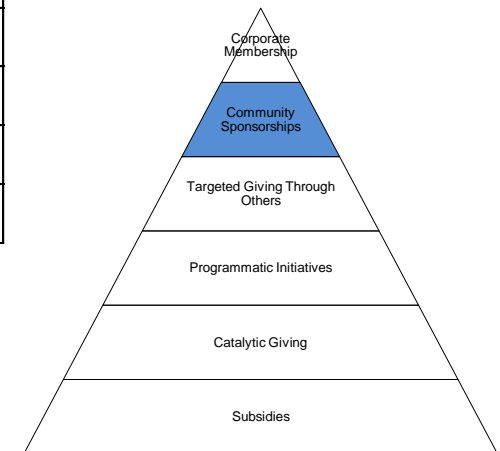 Corporate
Membership
Community
Sponsorships
Targeted Giving Through
Others
Programmatic Initiatives
Catalytic Giving
Subsidies